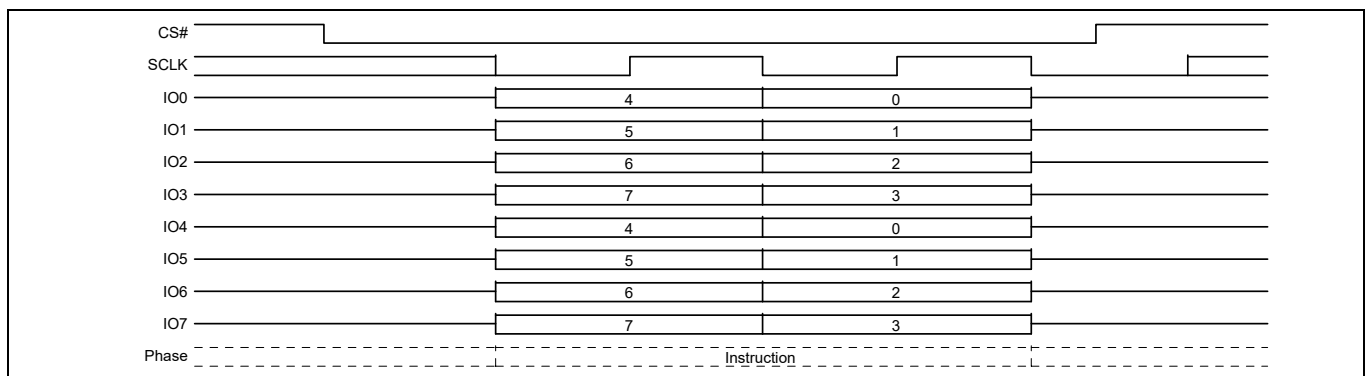 CS#
SCLK
IO0 4 0
IO1 5 1
IO2 6 2
IO3 7 3
IO4 4 0
IO5 5 1
IO6 6 2
IO7 7 3
Phase Instruction